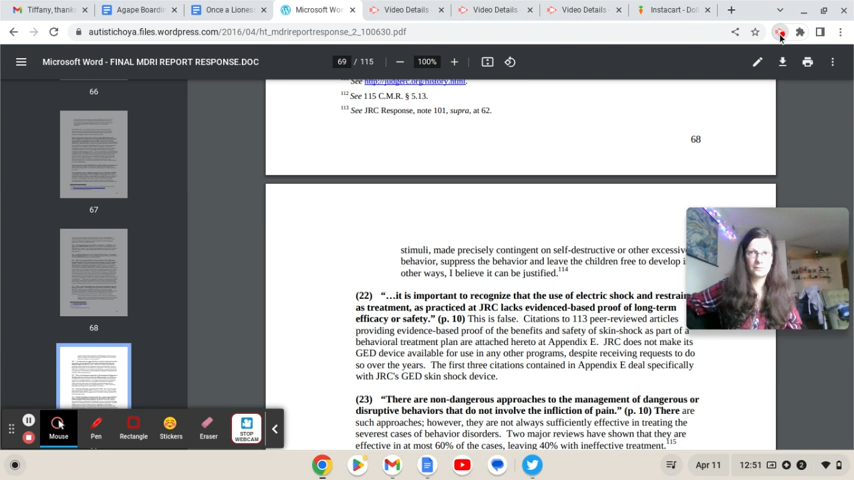 Tiffany, thank
Agape Boardin
Once a Lioness
Microsoft Wor
Video Details
Video Details -
Video Details -
Instacart - Do
autistichoya.files.wordpress.com/2016/04/ht_mdrireportresponse_2_100630.pdf
Microsoft Word - FINAL MDRI REPORT RESPONSE.DOC
69 / 115
100%
66
67
68
See http://judgerc.org/history.html.
112 See 115 C.M.R. § 5.13.
113 See JRC Response, note 101, supra, at 62.
68
stimuli, made precisely contingent on self-destructive or other excessive
behavior, suppress the behavior and leave the children free to develop i
other ways, I believe it can be justified.114
(22) “…it is important to recognize that the use of electric shock and restrain
as treatment, as practiced at JRC lacks evidenced-based proof of long-term
efficacy or safety.” (p. 10) This is false. Citations to 113 peer-reviewed articles
providing evidence-based proof of the benefits and safety of skin-shock as part of a
behavioral treatment plan are attached hereto at Appendix E. JRC does not make its
GED device available for use in any other programs, despite receiving requests to do
so over the years. The first three citations contained in Appendix E deal specifically
with JRC's GED skin shock device.
(23) “There are non-dangerous approaches to the management of dangerous or
disruptive behaviors that do not involve the infliction of pain.” (p. 10) There are
such approaches; however, they are not always sufficiently effective in treating the
severest cases of behavior disorders. Two major reviews have shown that they are
effective in at most 60% of the cases, leaving 40% with ineffective treatment.115
Mouse
Pen
Rectangle
Stickers
Eraser
STOP
WEBCAM
Apr 11
12:51
2